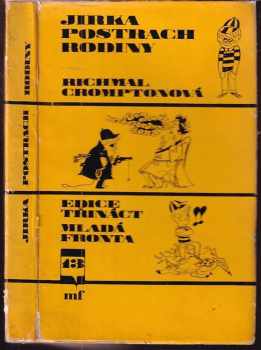 JIRKA
POSTRACH
RODINY
RICHMAL
CROMPTONOVÁ
EDICE
TŘINÁCT
MLADÁ
FRONTA
13
mf
JIRKA POSTRACH RODINY